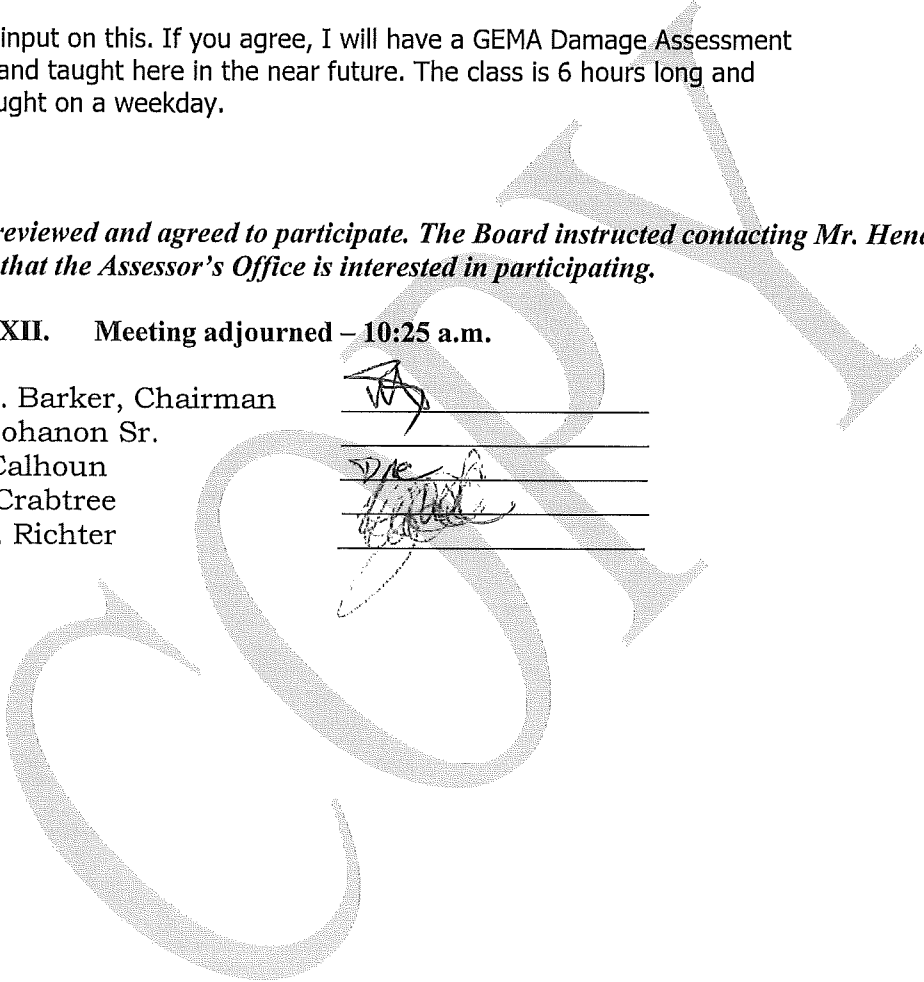 input on this. If you agree, I will have a GEMA Damage Assessment
and taught here in the near future. The class is 6 hours long and
ught on a weekday.
reviewed and agreed to participate. The Board instructed contacting Mr. Hend
that the Assessor's Office is interested in participating.
XII. Meeting adjourned – 10:25 a.m.
. Barker, Chairman
ohanon Sr.
Calhoun
Crabtree
. Richter
COPY